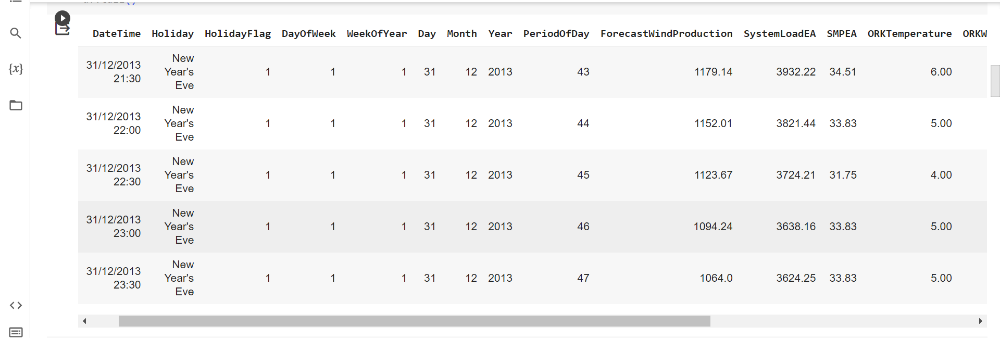 DateTime Holiday HolidayFlag DayOfWeek WeekOfYear Day Month Year PeriodOfDay ForecastWindProduction SystemLoadEA SMPEA ORKTemperature ORKW
31/12/2013 21:30 New Year's Eve 1 1 1 31 12 2013 43 1179.14 3932.22 34.51 6.00
31/12/2013 22:00 New Year's Eve 1 1 1 31 12 2013 44 1152.01 3821.44 33.83 5.00
31/12/2013 22:30 New Year's Eve 1 1 1 31 12 2013 45 1123.67 3724.21 31.75 4.00
31/12/2013 23:00 New Year's Eve 1 1 1 31 12 2013 46 1094.24 3638.16 33.83 5.00
31/12/2013 23:30 New Year's Eve 1 1 1 31 12 2013 47 1064.0 3624.25 33.83 5.00
{x}